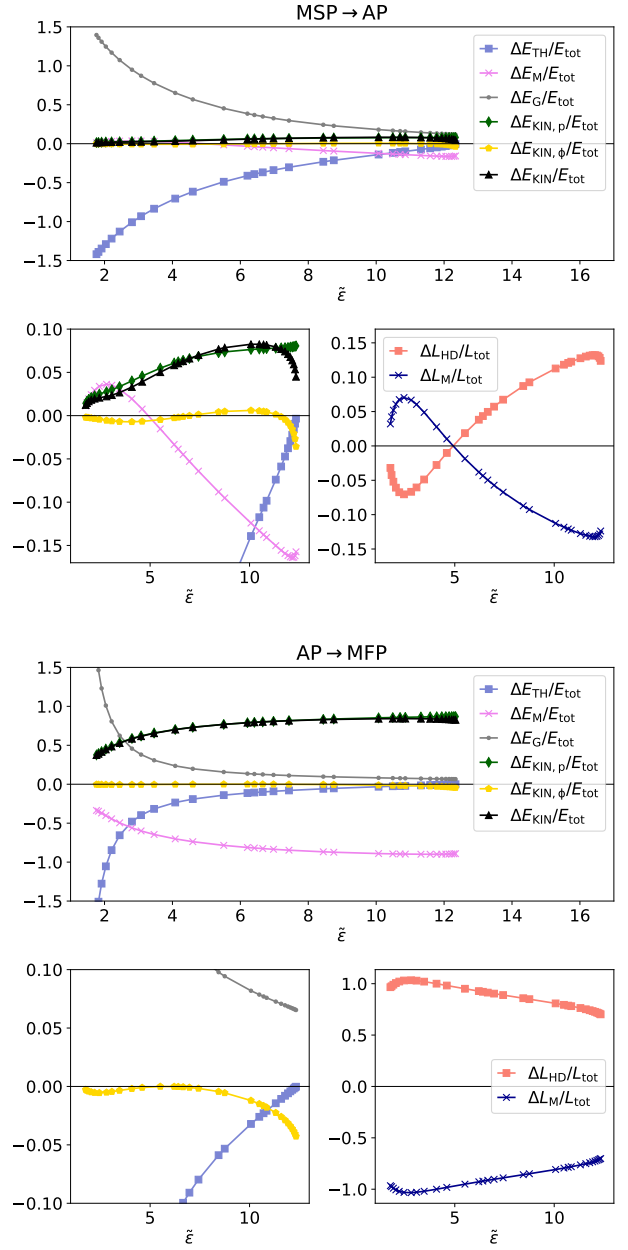 MSP → AP
1.5
1.0
0.5
0.0
−0.5
−1.0
−1.5
ΔE_TH/E_tot
ΔE_M/E_tot
ΔE_G/E_tot
ΔE_KIN,p/E_tot
ΔE_KIN,ϕ/E_tot
ΔE_KIN/E_tot
2 4 6 8 10 12 14 16
ε̃
0.10
0.05
0.00
−0.05
−0.10
−0.15
5 10
ε̃
0.15
0.10
0.05
0.00
−0.05
−0.10
−0.15
ΔL_HD/L_tot
ΔL_M/L_tot
5 10
ε̃
AP → MFP
1.5
1.0
0.5
0.0
−0.5
−1.0
−1.5
ΔE_TH/E_tot
ΔE_M/E_tot
ΔE_G/E_tot
ΔE_KIN,p/E_tot
ΔE_KIN,ϕ/E_tot
ΔE_KIN/E_tot
2 4 6 8 10 12 14 16
ε̃
0.10
0.05
0.00
−0.05
−0.10
5 10
ε̃
1.0
0.5
0.0
−0.5
−1.0
ΔL_HD/L_tot
ΔL_M/L_tot
5 10
ε̃